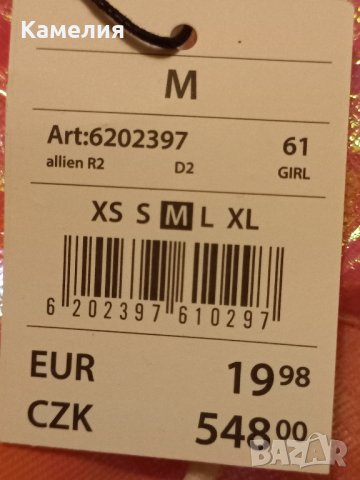 Камелия
M
Art:6202397 61
allien R2 D2 GIRL
XS S M L XL
6 202397 610297
EUR 19 98
CZK 548 00
BAZAR